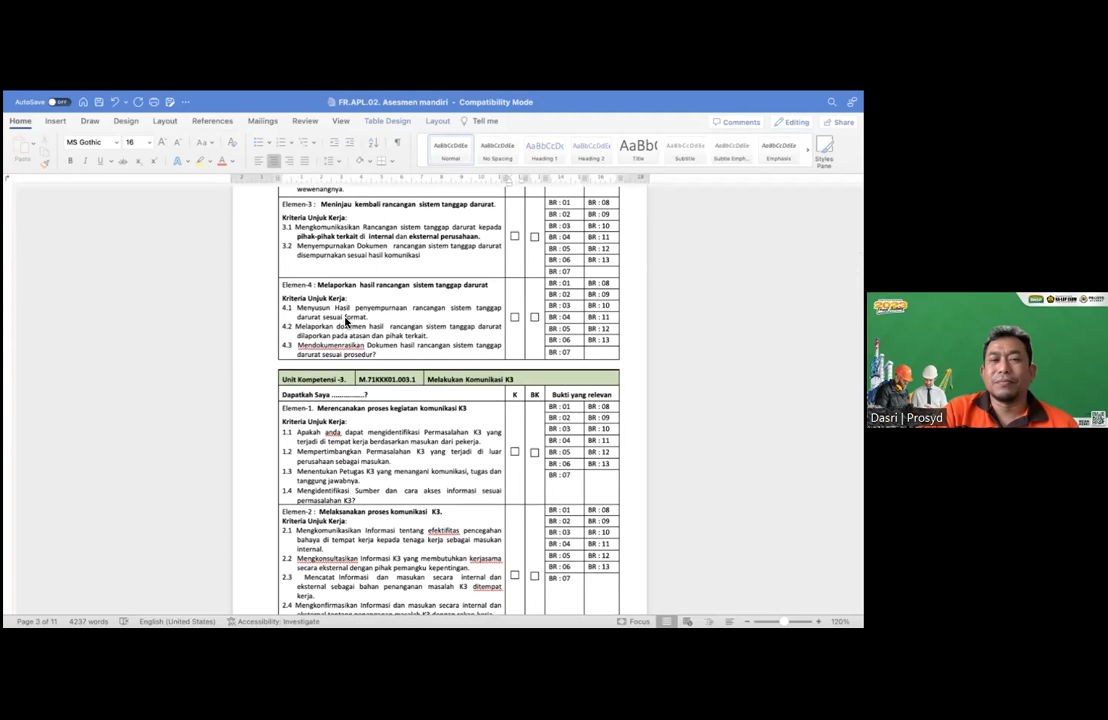 AutoSave OFF
FR.APL.02. Asesmen mandiri - Compatibility Mode
Home Insert Draw Design Layout References Mailings Review View Table Design Layout Tell me
Comments Editing Share
Paste
MS Gothic 16
AaBbCcDdEe AaBbCcDdEe AaBbCcDc AaBbCcDdEe AaBb( AaBbCcDdEe AaBbCcDdEe AaBbCcDdEe
Normal No Spacing Heading 1 Heading 2 Title Subtitle Subtle Emph... Emphasis
Styles
Pane
wewenangnya.
Elemen-3 : Meninjau kembali rancangan sistem tanggap darurat.
Kriteria Unjuk Kerja:
3.1 Mengkomunikasikan Rancangan sistem tanggap darurat kepada
pihak-pihak terkait di internal dan eksternal perusahaan.
3.2 Menyempurnakan Dokumen rancangan sistem tanggap darurat
disempurnakan sesuai hasil komunikasi
BR : 01 BR : 08
BR : 02 BR : 09
BR : 03 BR : 10
BR : 04 BR : 11
BR : 05 BR : 12
BR : 06 BR : 13
BR : 07
Elemen-4 : Melaporkan hasil rancangan sistem tanggap darurat
Kriteria Unjuk Kerja:
4.1 Menyusun Hasil penyempurnaan rancangan sistem tanggap
darurat sesuai format.
4.2 Melaporkan dokumen hasil rancangan sistem tanggap darurat
dilaporkan pada atasan dan pihak terkait.
4.3 Mendokumenrasikan Dokumen hasil rancangan sistem tanggap
darurat sesuai prosedur?
BR : 01 BR : 08
BR : 02 BR : 09
BR : 03 BR : 10
BR : 04 BR : 11
BR : 05 BR : 12
BR : 06 BR : 13
BR : 07
Unit Kompetensi -3. M.71KKK01.003.1 Melakukan Komunikasi K3
Dapatkah Saya ................? K BK Bukti yang relevan
Elemen-1. Merencanakan proses kegiatan komunikasi K3
Kriteria Unjuk Kerja:
1.1 Apakah anda dapat mengidentifikasi Permasalahan K3 yang
terjadi di tempat kerja berdasarkan masukan dari pekerja.
1.2 Mempertimbangkan Permasalahan K3 yang terjadi di luar
perusahaan sebagai masukan.
1.3 Menentukan Petugas K3 yang menangani komunikasi, tugas dan
tanggung jawabnya.
1.4 Mengidentifikasi Sumber dan cara akses informasi sesuai
permasalahan K3?
BR : 01 BR : 08
BR : 02 BR : 09
BR : 03 BR : 10
BR : 04 BR : 11
BR : 05 BR : 12
BR : 06 BR : 13
BR : 07
Elemen-2 : Melaksanakan proses komunikasi K3.
Kriteria Unjuk Kerja:
2.1 Mengkomunikasikan Informasi tentang efektifitas pencegahan
bahaya di tempat kerja kepada tenaga kerja sebagai masukan
internal.
2.2 Mengkonsultasikan Informasi K3 yang membutuhkan kerjasama
secara eksternal dengan pihak pemangku kepentingan.
2.3 Mencatat Informasi dan masukan secara internal dan
eksternal sebagai bahan penanganan masalah K3 ditempat
kerja.
2.4 Mengkonfirmasikan Informasi dan masukan secara internal dan
BR : 01 BR : 08
BR : 02 BR : 09
BR : 03 BR : 10
BR : 04 BR : 11
BR : 05 BR : 12
BR : 06 BR : 13
BR : 07
Page 3 of 11 4237 words English (United States) Accessibility: Investigate Focus 120%
Dasri | Prosyd